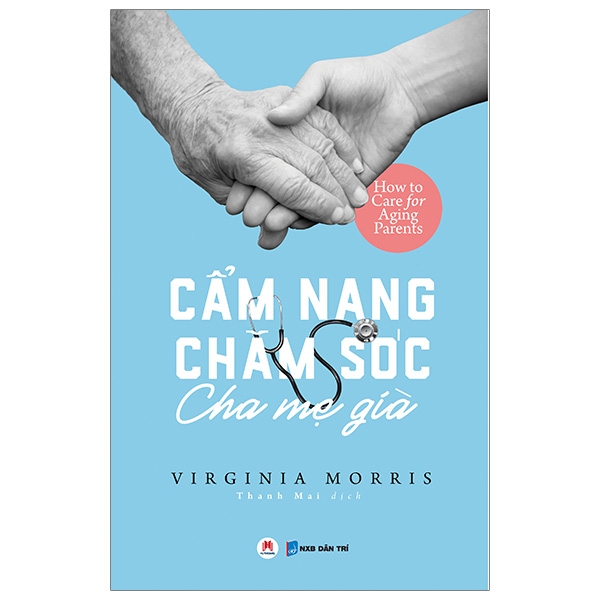 How to
Care for
Aging
Parents
CẨM NANG
CHĂM SÓC
Cha mẹ già
VIRGINIA MORRIS
Thanh Mai dịch
NXB DÂN TRÍ